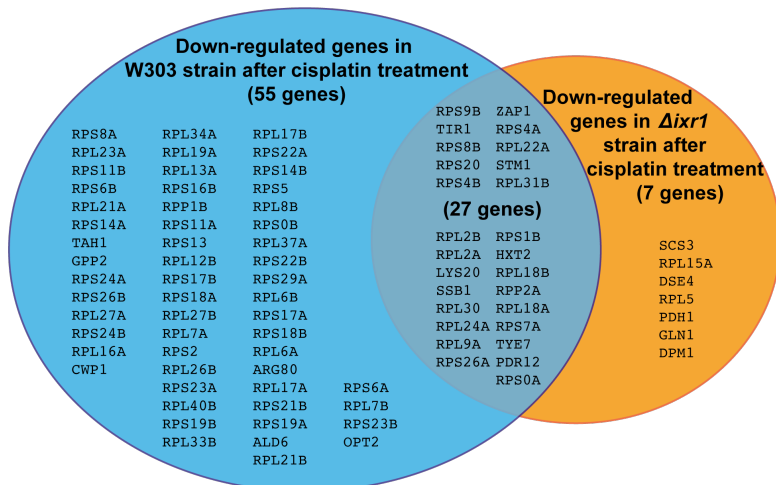 Down-regulated genes in
W303 strain after cisplatin treatment
(55 genes)
RPS8A RPL34A RPL17B
RPL23A RPL19A RPS22A
RPS11B RPL13A RPS14B
RPS6B RPS16B RPS5
RPL21A RPP1B RPL8B
RPS14A RPS11A RPS0B
TAH1 RPS13 RPL37A
GPP2 RPL12B RPS22B
RPS24A RPS17B RPS29A
RPS26B RPS18A RPL6B
RPL27A RPL27B RPS17A
RPS24B RPL7A RPS18B
RPL16A RPS2 RPL6A
CWP1 RPL26B ARG80
RPS23A RPL17A RPS6A
RPL40B RPS21B RPL7B
RPS19B RPS19A RPS23B
RPL33B ALD6 OPT2
RPL21B
RPS9B ZAP1
TIR1 RPS4A
RPS8B RPL22A
RPS20 STM1
RPS4B RPL31B
(27 genes)
RPL2B RPS1B
RPL2A HXT2
LYS20 RPL18B
SSB1 RPP2A
RPL30 RPL18A
RPL24A RPS7A
RPL9A TYE7
RPS26A PDR12
RPS0A
Down-regulated
genes in Δixr1
strain after
cisplatin treatment
(7 genes)
SCS3
RPL15A
DSE4
RPL5
PDH1
GLN1
DPM1